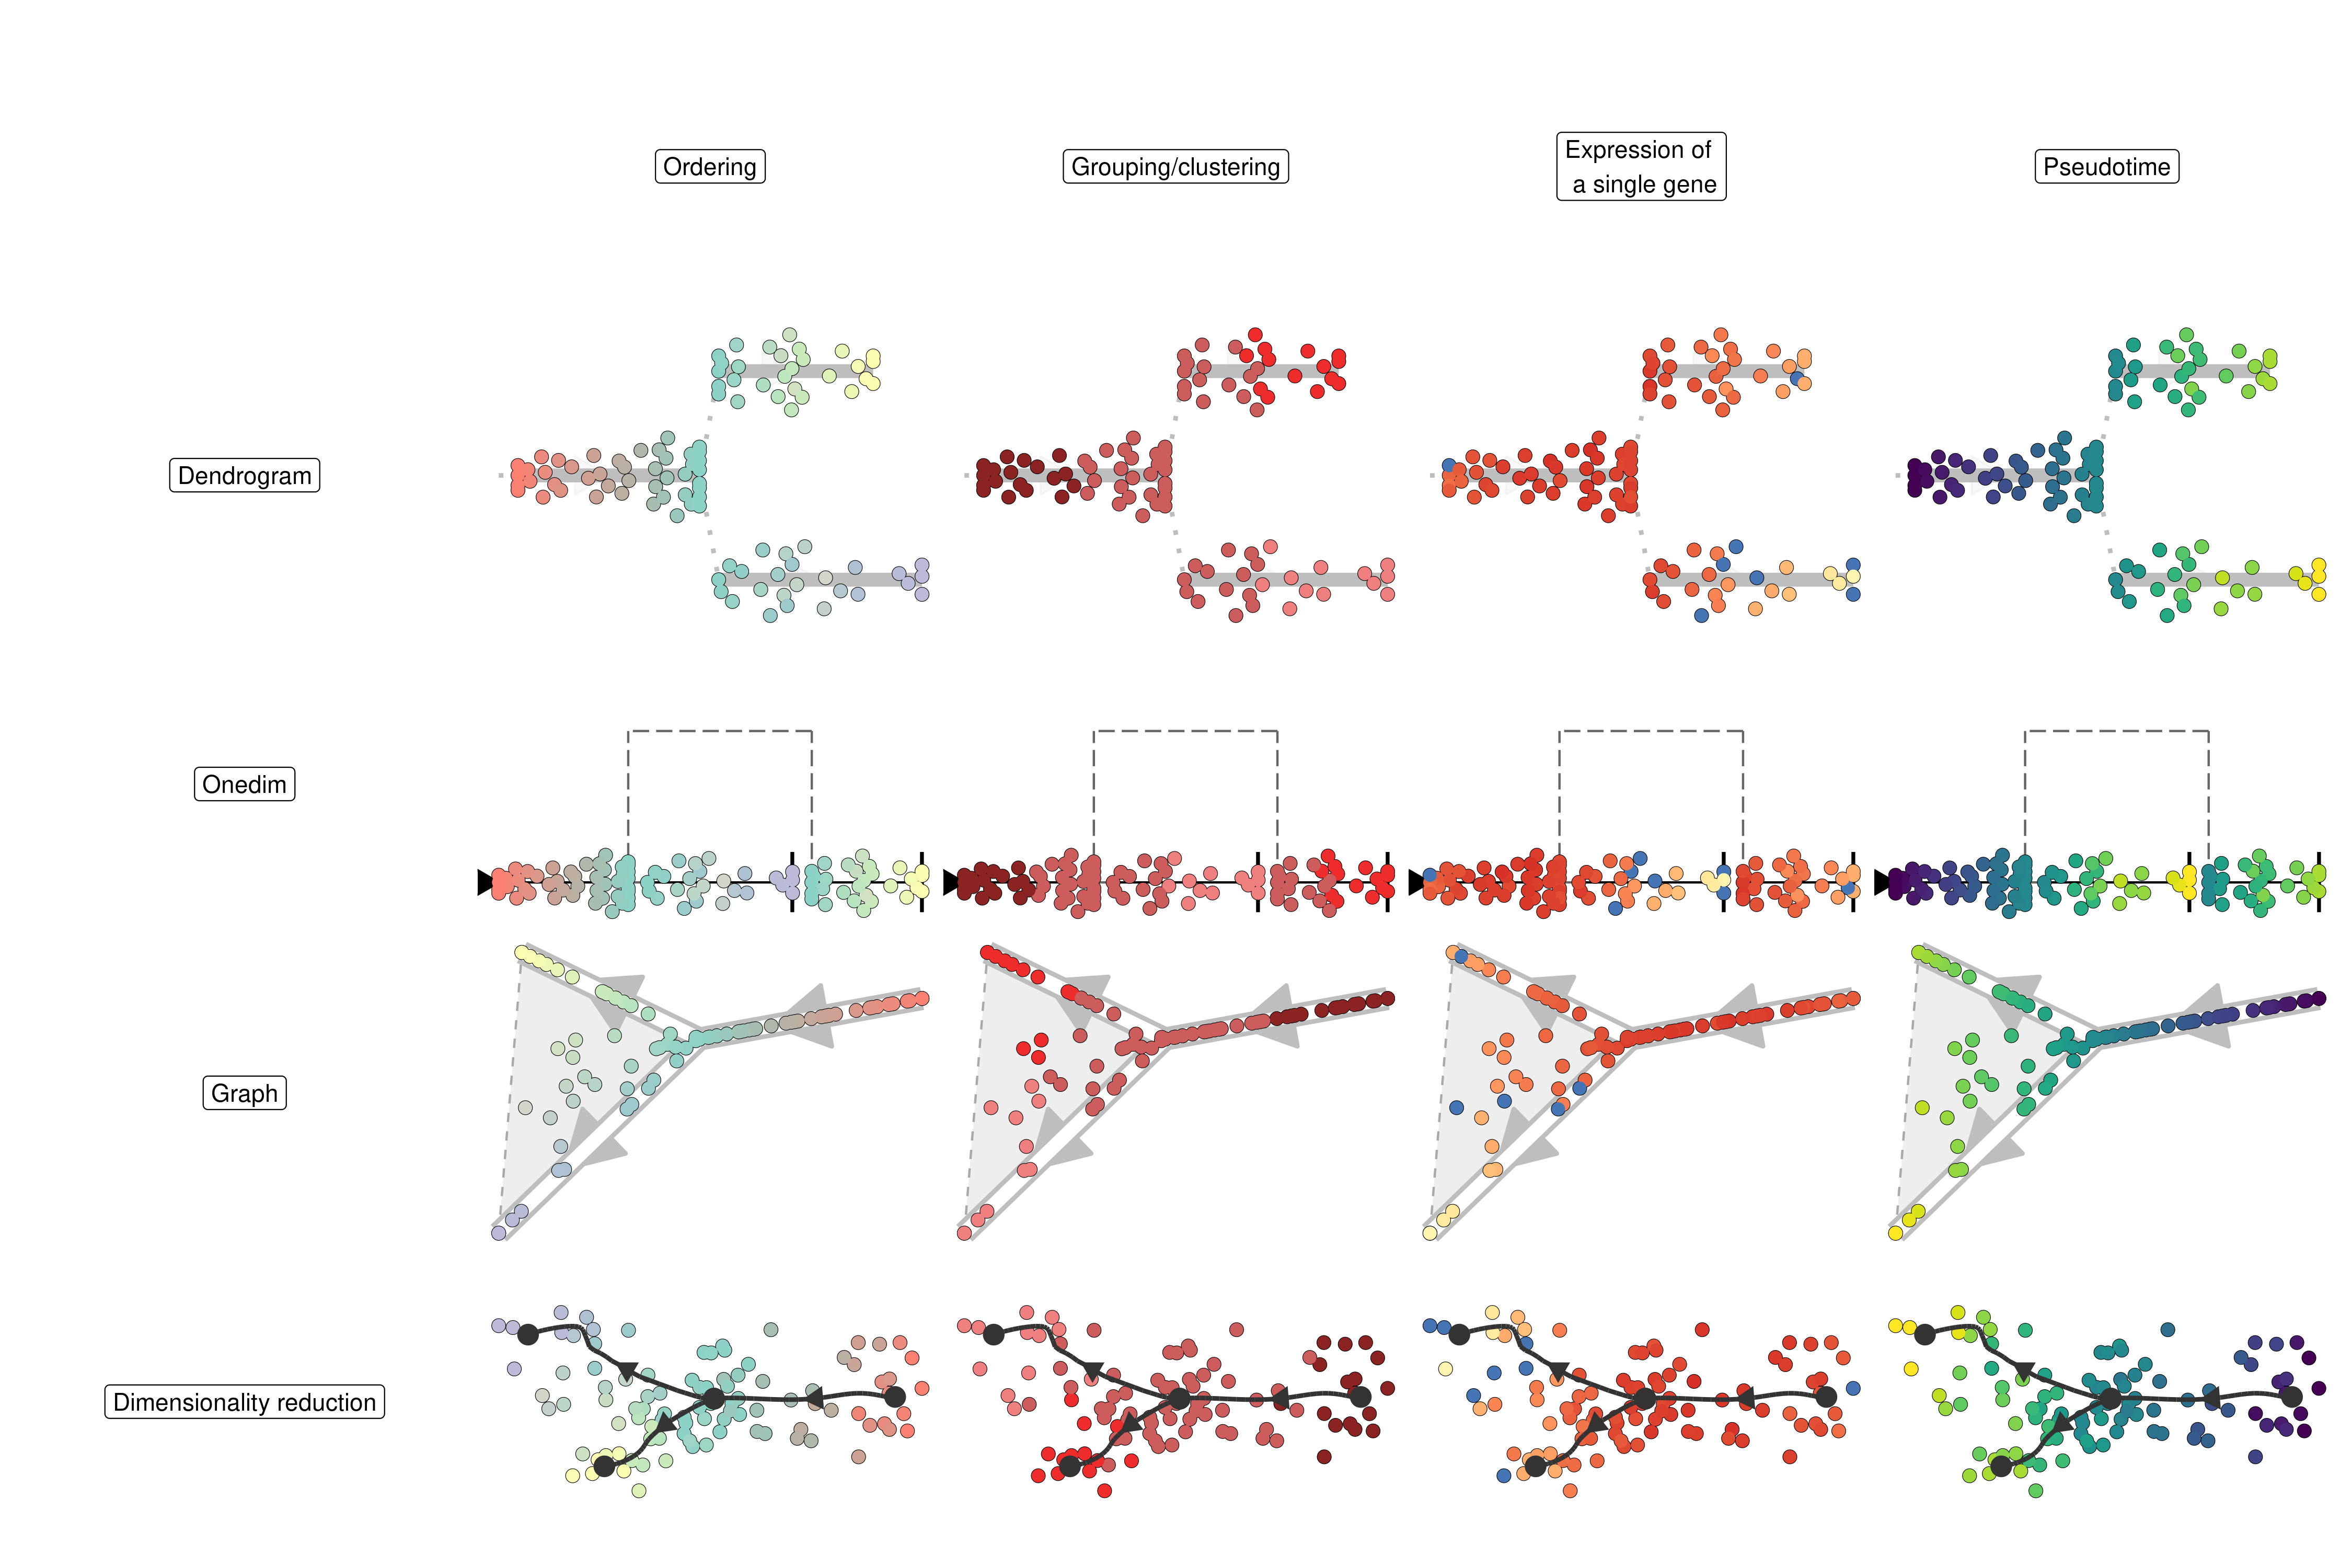 Ordering
Grouping/clustering
Expression of
a single gene
Pseudotime
Dendrogram
Onedim
Graph
Dimensionality reduction